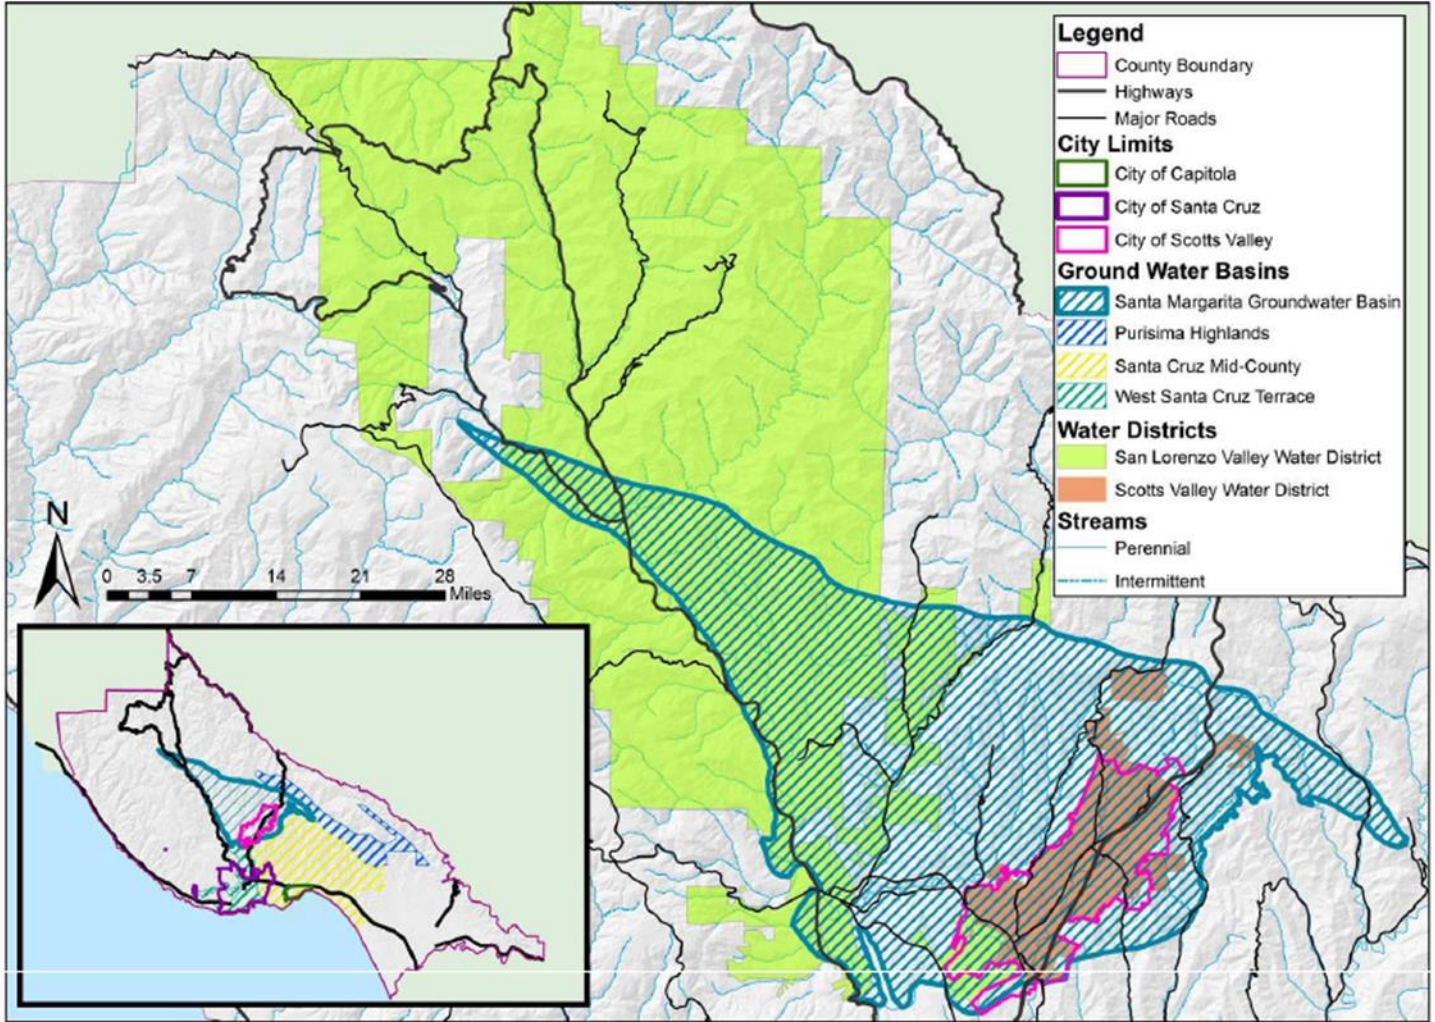 Legend
County Boundary
Highways
Major Roads
City Limits
City of Capitola
City of Santa Cruz
City of Scotts Valley
Ground Water Basins
Santa Margarita Groundwater Basin
Purisima Highlands
Santa Cruz Mid-County
West Santa Cruz Terrace
Water Districts
San Lorenzo Valley Water District
Scotts Valley Water District
Streams
Perennial
Intermittent
N
0 3.5 7 14 21 28
Miles